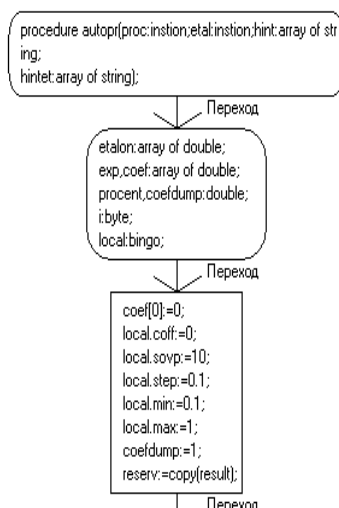 procedure autopr(proc:instion;etal:instion;hint:array of str
ing;
hintet:array of string);
Переход
etalon:array of double;
exp,coef:array of double;
procent,coefdump:double;
i:byte;
local:bingo;
Переход
coef[0]:=0;
local.coff:=0;
local.sovp:=10;
local.step:=0.1;
local.min:=0.1;
local.max:=1;
coefdump:=1;
reserv:=copy(result);
Переход